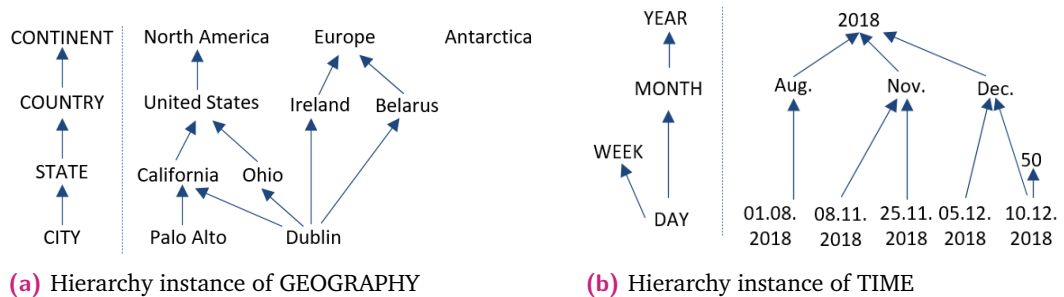 CONTINENT North America Europe Antarctica
COUNTRY United States Ireland Belarus
STATE California Ohio
CITY Palo Alto Dublin
(a) Hierarchy instance of GEOGRAPHY
YEAR 2018
MONTH Aug. Nov. Dec.
WEEK 50
DAY 01.08. 08.11. 25.11. 05.12. 10.12.
2018 2018 2018 2018 2018
(b) Hierarchy instance of TIME